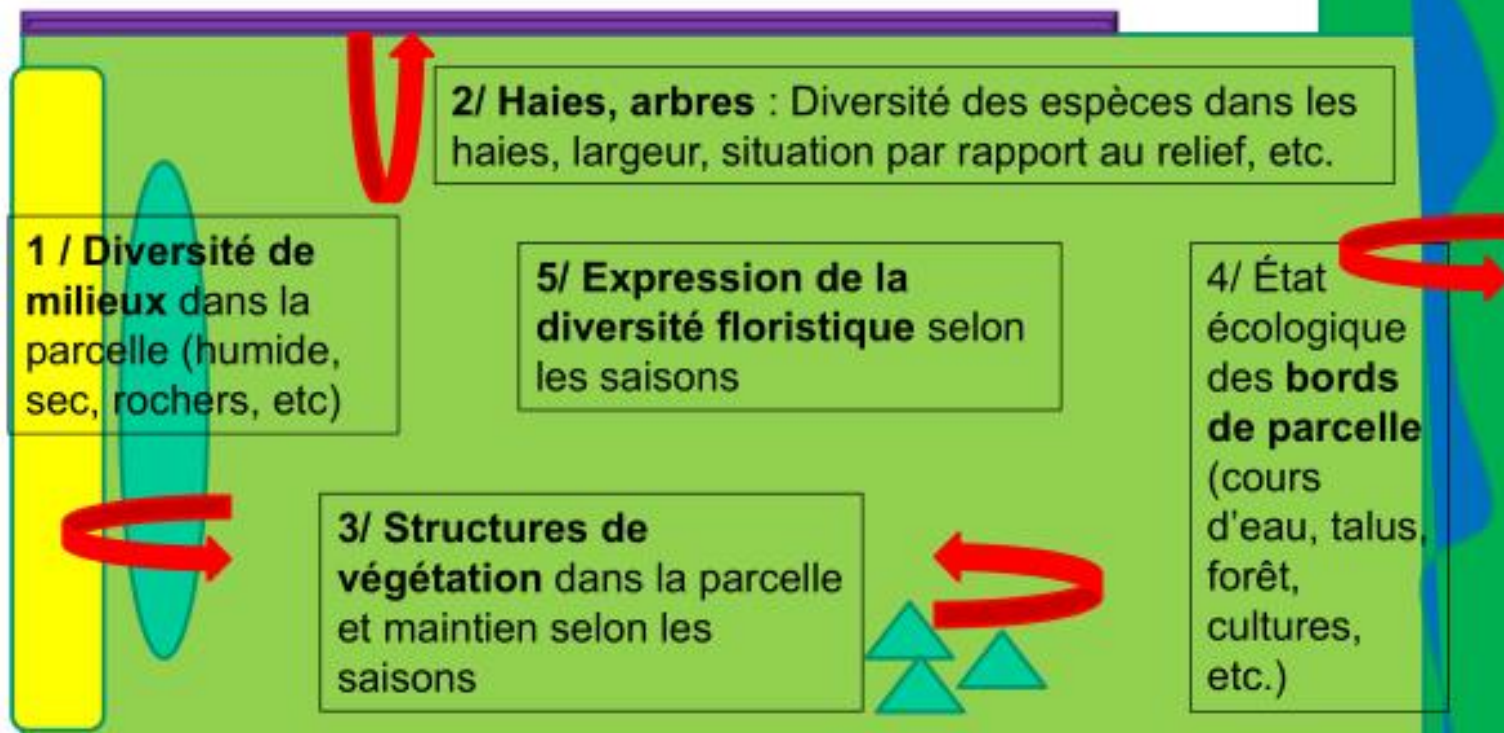 2/ Haies, arbres : Diversité des espèces dans les
haies, largeur, situation par rapport au relief, etc.
1 / Diversité de
milieux dans la
parcelle (humide,
sec, rochers, etc)
5/ Expression de la
diversité floristique selon
les saisons
4/ État
écologique
des bords
de parcelle
(cours
d'eau, talus,
forêt,
cultures,
etc.)
3/ Structures de
végétation dans la parcelle
et maintien selon les
saisons